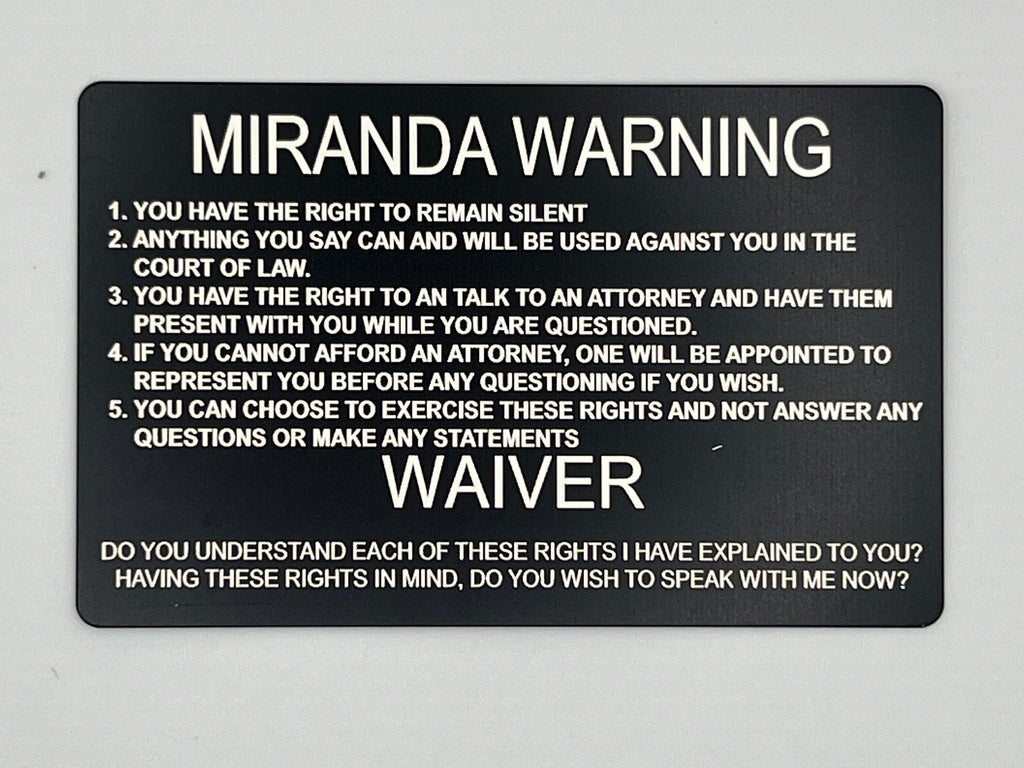 MIRANDA WARNING
1. YOU HAVE THE RIGHT TO REMAIN SILENT
2. ANYTHING YOU SAY CAN AND WILL BE USED AGAINST YOU IN THE
COURT OF LAW.
3. YOU HAVE THE RIGHT TO AN TALK TO AN ATTORNEY AND HAVE THEM
PRESENT WITH YOU WHILE YOU ARE QUESTIONED.
4. IF YOU CANNOT AFFORD AN ATTORNEY, ONE WILL BE APPOINTED TO
REPRESENT YOU BEFORE ANY QUESTIONING IF YOU WISH.
5. YOU CAN CHOOSE TO EXERCISE THESE RIGHTS AND NOT ANSWER ANY
QUESTIONS OR MAKE ANY STATEMENTS
WAIVER
DO YOU UNDERSTAND EACH OF THESE RIGHTS I HAVE EXPLAINED TO YOU?
HAVING THESE RIGHTS IN MIND, DO YOU WISH TO SPEAK WITH ME NOW?